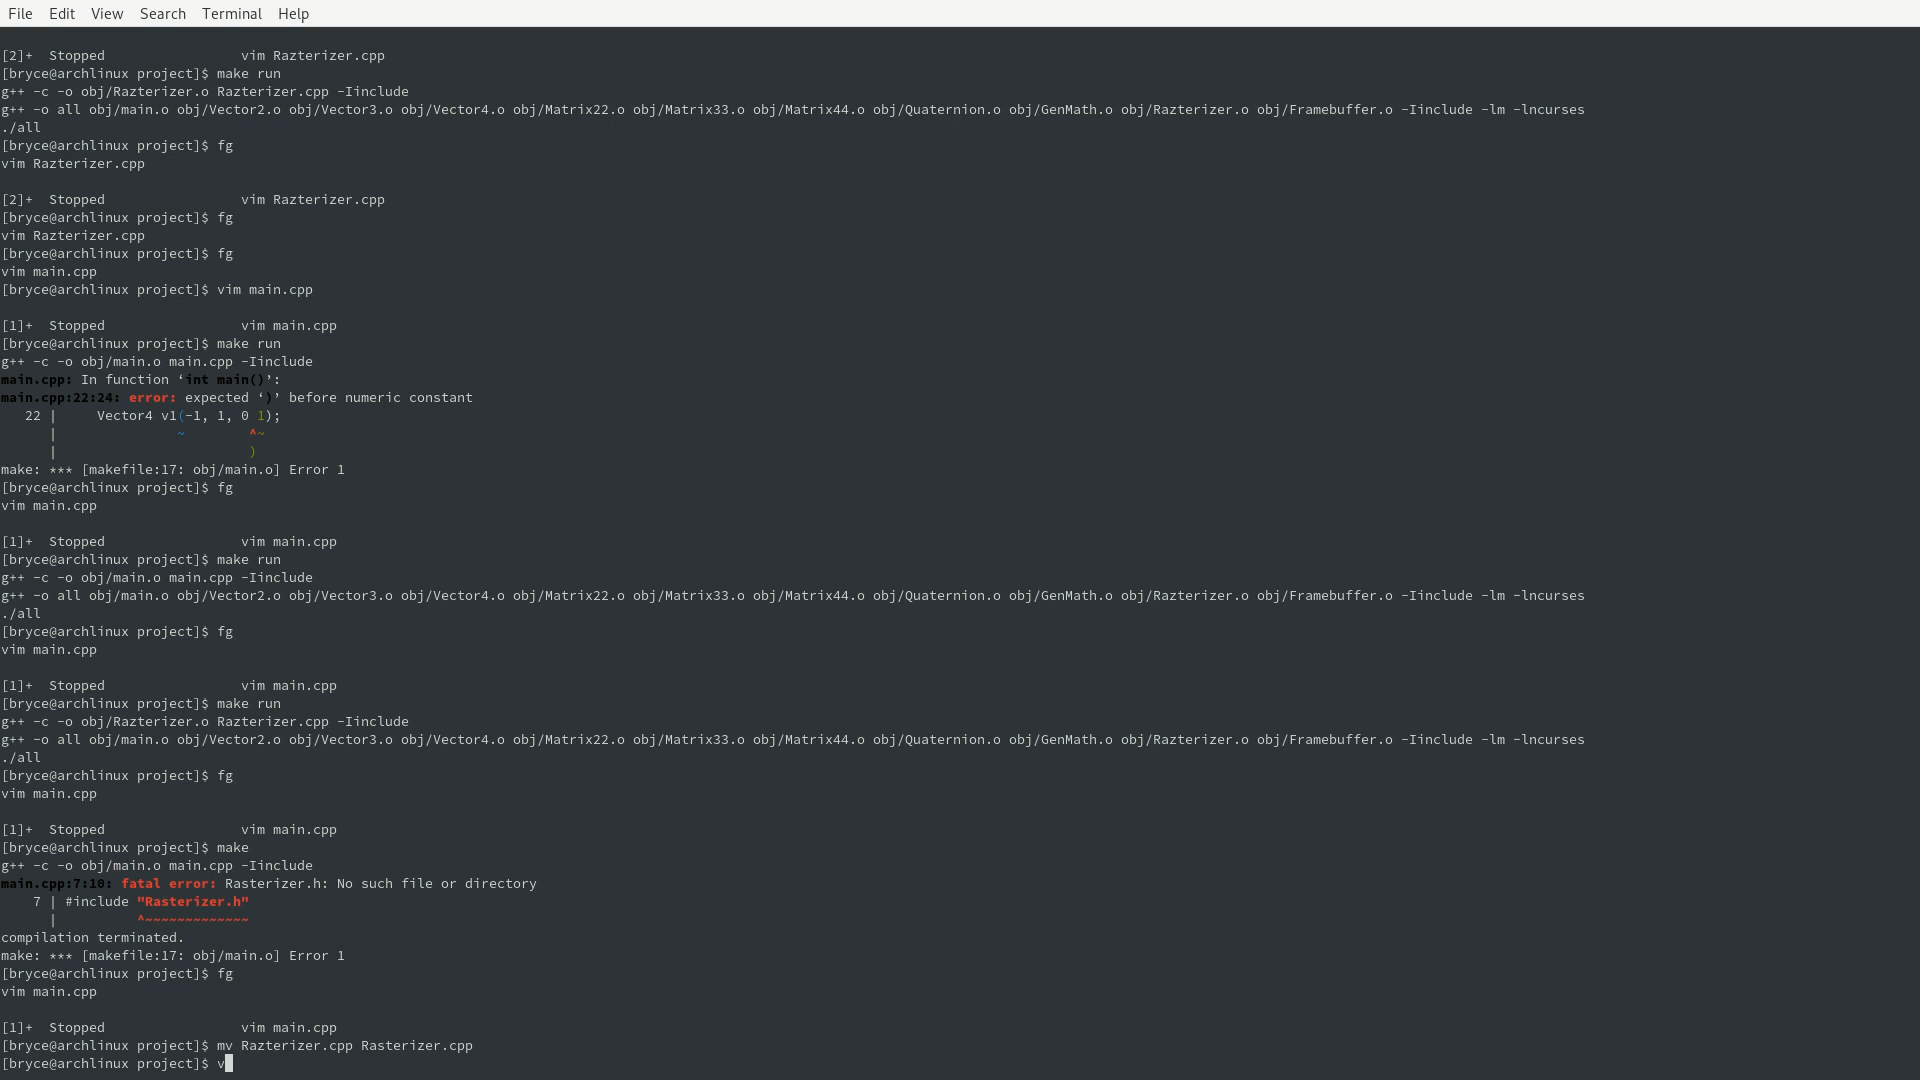 File Edit View Search Terminal Help
[2]+  Stopped                 vim Razterizer.cpp
[bryce@archlinux project]$ make run
g++ -c -o obj/Razterizer.o Razterizer.cpp -Iinclude
g++ -o all obj/main.o obj/Vector2.o obj/Vector3.o obj/Vector4.o obj/Matrix22.o obj/Matrix33.o obj/Matrix44.o obj/Quaternion.o obj/GenMath.o obj/Razterizer.o obj/Framebuffer.o -Iinclude -lm -lncurses
./all
[bryce@archlinux project]$ fg
vim Razterizer.cpp
[2]+  Stopped                 vim Razterizer.cpp
[bryce@archlinux project]$ fg
vim Razterizer.cpp
[bryce@archlinux project]$ fg
vim main.cpp
[bryce@archlinux project]$ vim main.cpp
[1]+  Stopped                 vim main.cpp
[bryce@archlinux project]$ make run
g++ -c -o obj/main.o main.cpp -Iinclude
main.cpp: In function ‘int main()’:
main.cpp:22:24: error: expected ‘)’ before numeric constant
   22 |     Vector4 v1(-1, 1, 0 1);
      |               ~        ^~
      |                        )
make: *** [makefile:17: obj/main.o] Error 1
[bryce@archlinux project]$ fg
vim main.cpp
[1]+  Stopped                 vim main.cpp
[bryce@archlinux project]$ make run
g++ -c -o obj/main.o main.cpp -Iinclude
g++ -o all obj/main.o obj/Vector2.o obj/Vector3.o obj/Vector4.o obj/Matrix22.o obj/Matrix33.o obj/Matrix44.o obj/Quaternion.o obj/GenMath.o obj/Razterizer.o obj/Framebuffer.o -Iinclude -lm -lncurses
./all
[bryce@archlinux project]$ fg
vim main.cpp
[1]+  Stopped                 vim main.cpp
[bryce@archlinux project]$ make run
g++ -c -o obj/Razterizer.o Razterizer.cpp -Iinclude
g++ -o all obj/main.o obj/Vector2.o obj/Vector3.o obj/Vector4.o obj/Matrix22.o obj/Matrix33.o obj/Matrix44.o obj/Quaternion.o obj/GenMath.o obj/Razterizer.o obj/Framebuffer.o -Iinclude -lm -lncurses
./all
[bryce@archlinux project]$ fg
vim main.cpp
[1]+  Stopped                 vim main.cpp
[bryce@archlinux project]$ make
g++ -c -o obj/main.o main.cpp -Iinclude
main.cpp:7:10: fatal error: Rasterizer.h: No such file or directory
    7 | #include "Rasterizer.h"
      |          ^~~~~~~~~~~~~~
compilation terminated.
make: *** [makefile:17: obj/main.o] Error 1
[bryce@archlinux project]$ fg
vim main.cpp
[1]+  Stopped                 vim main.cpp
[bryce@archlinux project]$ mv Razterizer.cpp Rasterizer.cpp
[bryce@archlinux project]$ v